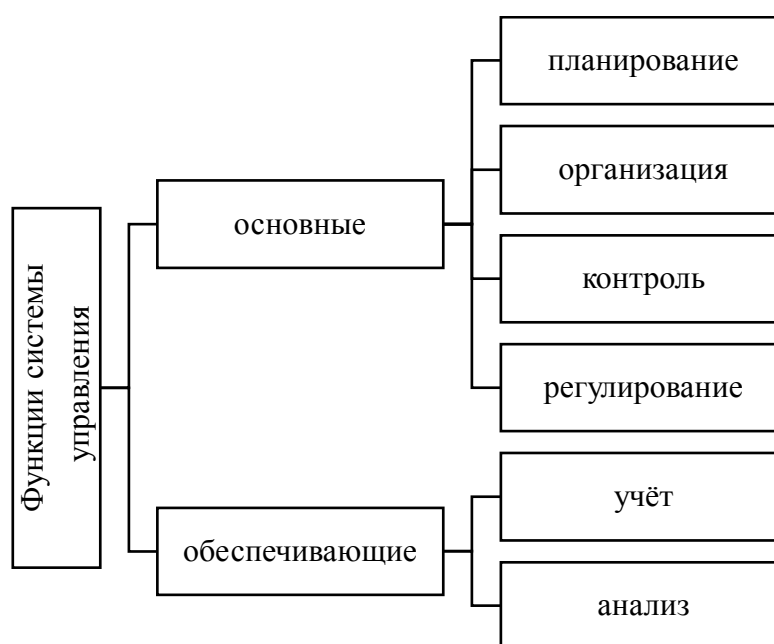 Функции системы
управления
основные
планирование
организация
контроль
регулирование
обеспечивающие
учёт
анализ